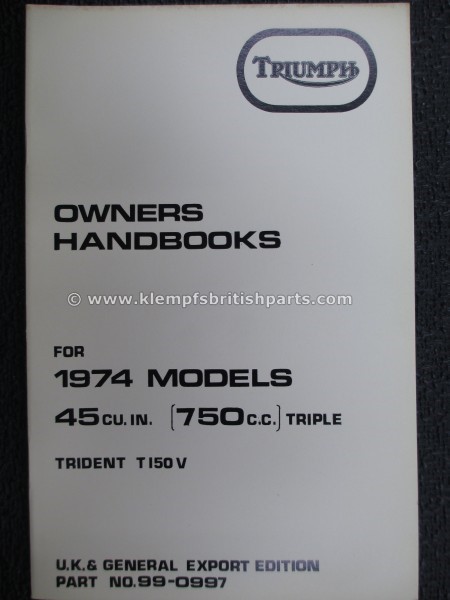 TRIUMPH
OWNERS
HANDBOOKS
© www.klempfsbritishparts.com
FOR
1974 MODELS
45 CU. IN. [750 C.C.] TRIPLE
TRIDENT T150V
U.K. & GENERAL EXPORT EDITION
PART NO. 99-0997